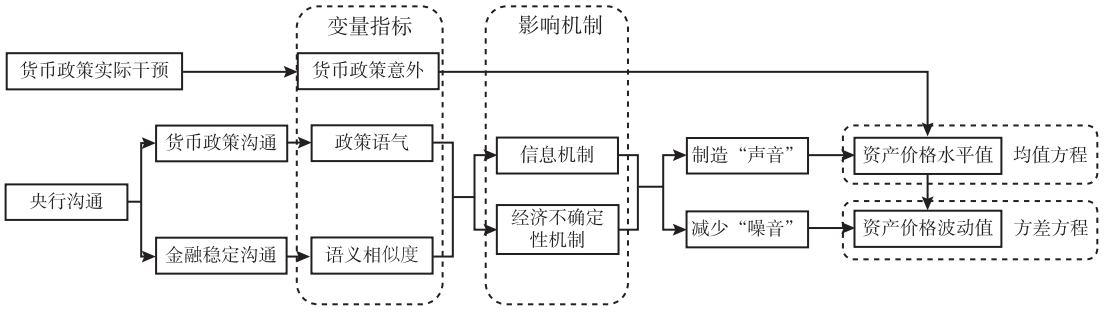 变量指标
影响机制
货币政策实际干预
货币政策意外
货币政策沟通
政策语气
信息机制
制造“声音”
资产价格水平值
均值方程
央行沟通
金融稳定沟通
语义相似度
经济不确定
性机制
减少“噪音”
资产价格波动值
方差方程